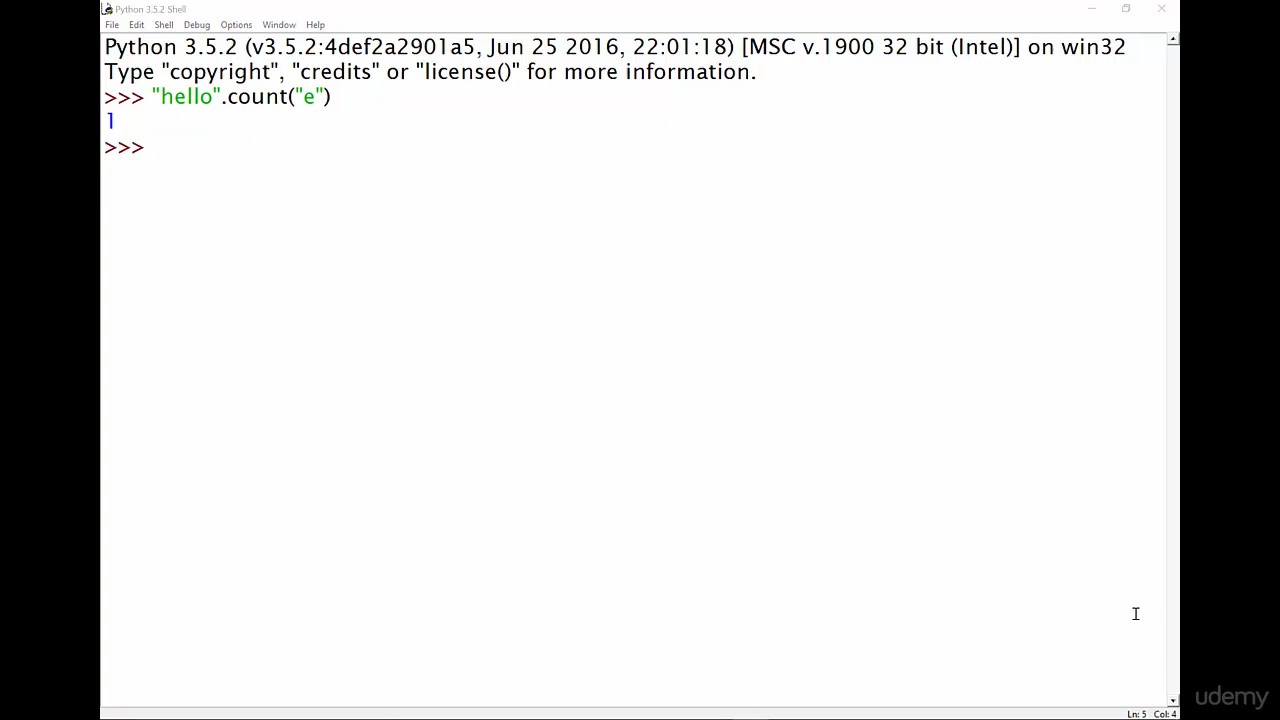 Python 3.5.2 Shell
File Edit Shell Debug Options Window Help
Python 3.5.2 (v3.5.2:4def2a2901a5, Jun 25 2016, 22:01:18) [MSC v.1900 32 bit (Intel)] on win32
Type "copyright", "credits" or "license()" for more information.
>>> "hello".count("e")
1
>>>
udemy
Ln: 5 Col: 4